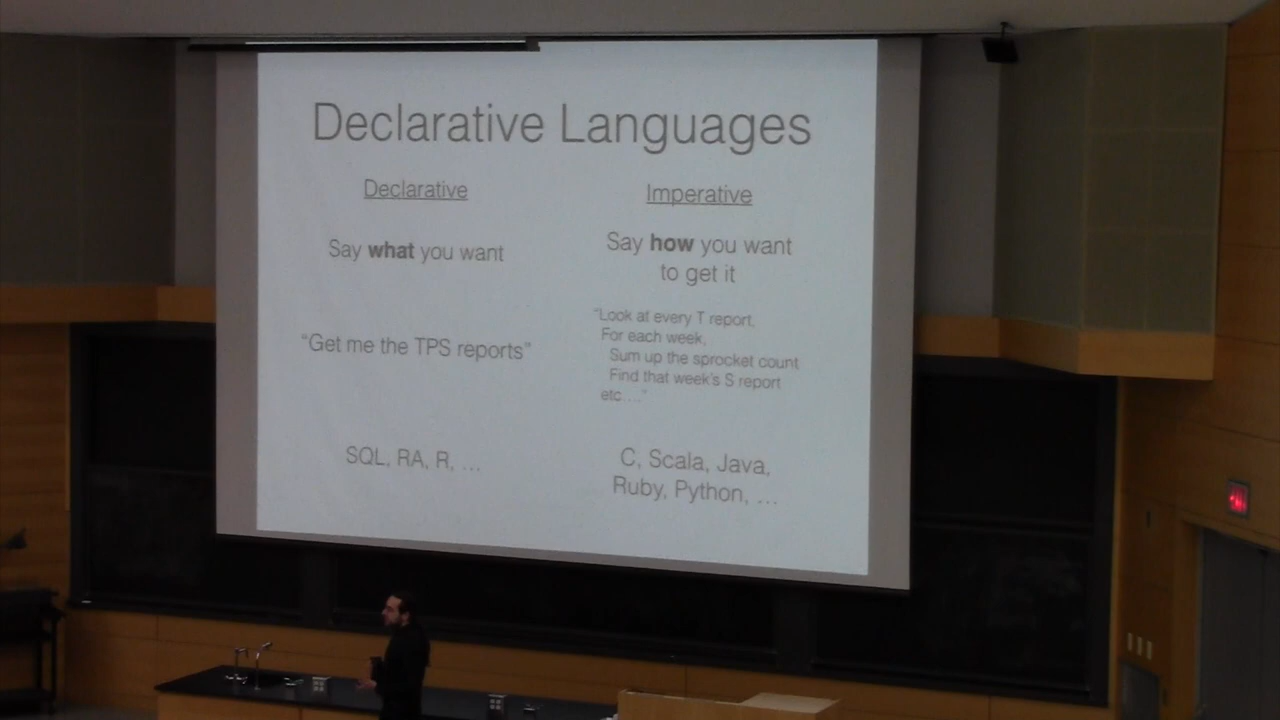 Declarative Languages
Declarative
Say what you want
"Get me the TPS reports"
SQL, RA, R, ...
Imperative
Say how you want
to get it
"Look at every T report,
For each week,
Sum up the sprocket count
Find that week's S report
etc...."
C, Scala, Java,
Ruby, Python, ...